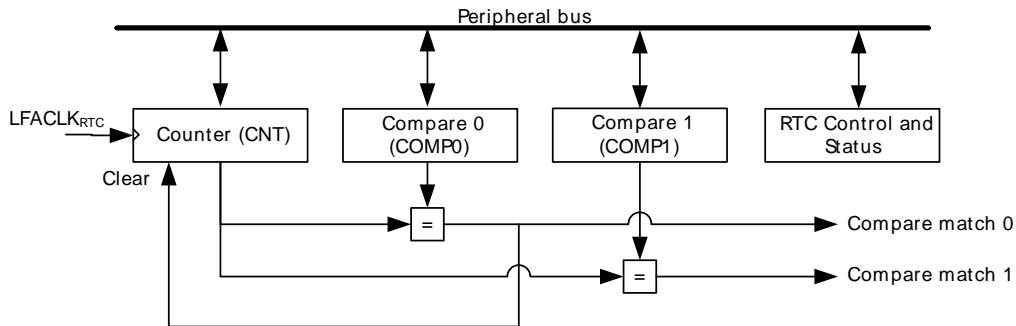 Peripheral bus
LFACLKRTC
Counter (CNT)
Compare 0
(COMP0)
Compare 1
(COMP1)
RTC Control and
Status
Clear
=
Compare match 0
=
Compare match 1